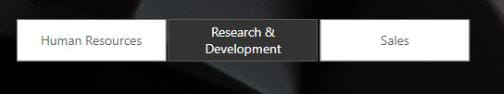 Human Resources
Research &
Development
Sales